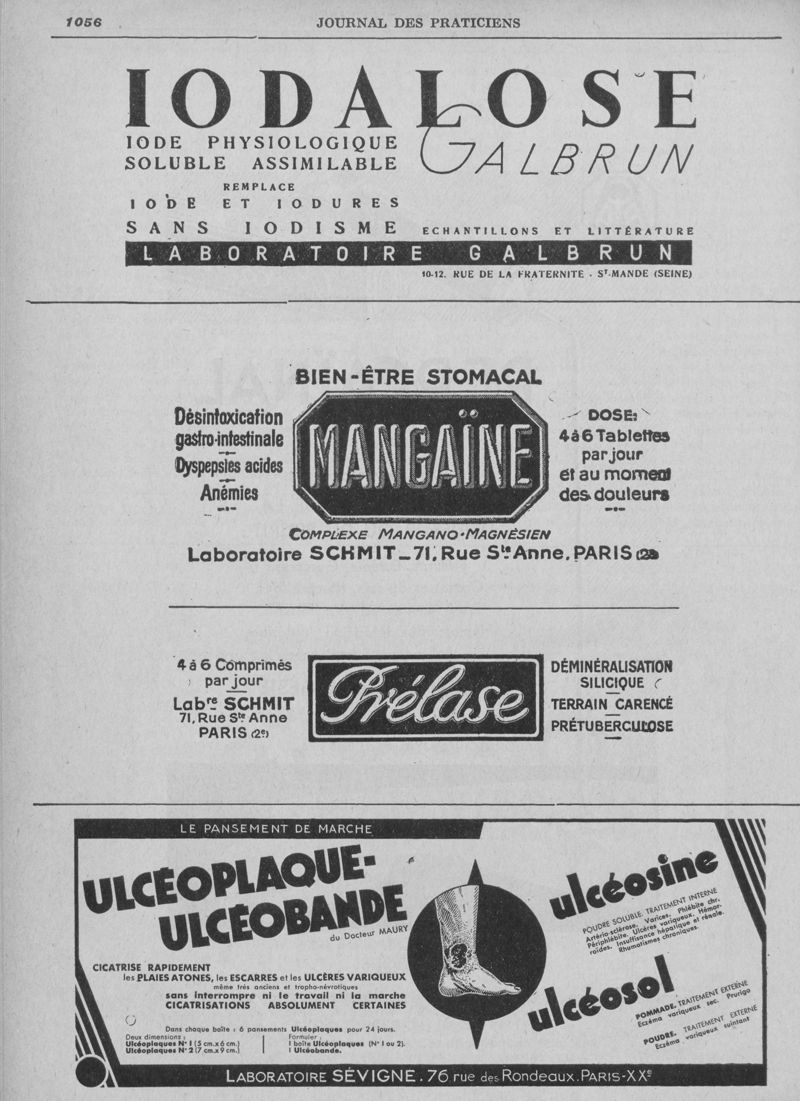 1056
JOURNAL DES PRATICIENS
IODALOSE
IODE PHYSIOLOGIQUE
SOLUBLE ASSIMILABLE
GALBRUN
REMPLACE
IODE ET IODURES
SANS IODISME
ECHANTILLONS ET LITTÉRATURE
LABORATOIRE GALBRUN
10-12. RUE DE LA FRATERNITE - ST-MANDE (SEINE)
BIEN-ÊTRE STOMACAL
Désintoxication
gastro-intestinale
Dyspepsies acides
Anémies
MANGAÏNE
DOSE:
4 à 6 Tablettes
par jour
et au moment
des douleurs
COMPLEXE MANGANO-MAGNÉSIEN
Laboratoire SCHMIT_71, Rue Ste Anne. PARIS (2e)
4 à 6 Comprimés
par jour
Labre SCHMIT
71, Rue Ste Anne
PARIS (2e)
Prélase
DÉMINÉRALISATION
SILICIQUE
TERRAIN CARENCÉ
PRÉTUBERCULOSE
LE PANSEMENT DE MARCHE
ULCÉOPLAQUE-
ULCÉOBANDE
du Docteur MAURY
CICATRISE RAPIDEMENT
les PLAIES ATONES, les ESCARRES et les ULCÈRES VARIQUEUX
même très anciens et tropho-névrotiques
sans interrompre ni le travail ni la marche
CICATRISATIONS ABSOLUMENT CERTAINES
Dans chaque boîte : 6 pansements Ulcéoplaques pour 24 jours.
Deux dimensions :
Ulcéoplaques N° 1 (5 cm.x 6 cm.)
Ulcéoplaques N° 2 (7 cm.x 9 cm.)
Formuler :
1 boîte Ulcéoplaques (N° 1 ou 2).
1 Ulcéobande.
ulcéosine
POUDRE SOLUBLE. TRAITEMENT INTERNE
Artério-sclérose, Varices, Phlébite chr.
Périphlébite. Ulcères variqueux. Hémor-
roïdes. Insuffisance hépatique et rénale.
Rhumatismes chroniques.
ulcéosol
POMMADE. TRAITEMENT EXTERNE
Eczéma variqueux sec. Prurigo
POUDRE. TRAITEMENT EXTERNE
Eczéma variqueux suintant
LABORATOIRE SÉVIGNE. 76 rue des Rondeaux. PARIS-XXe